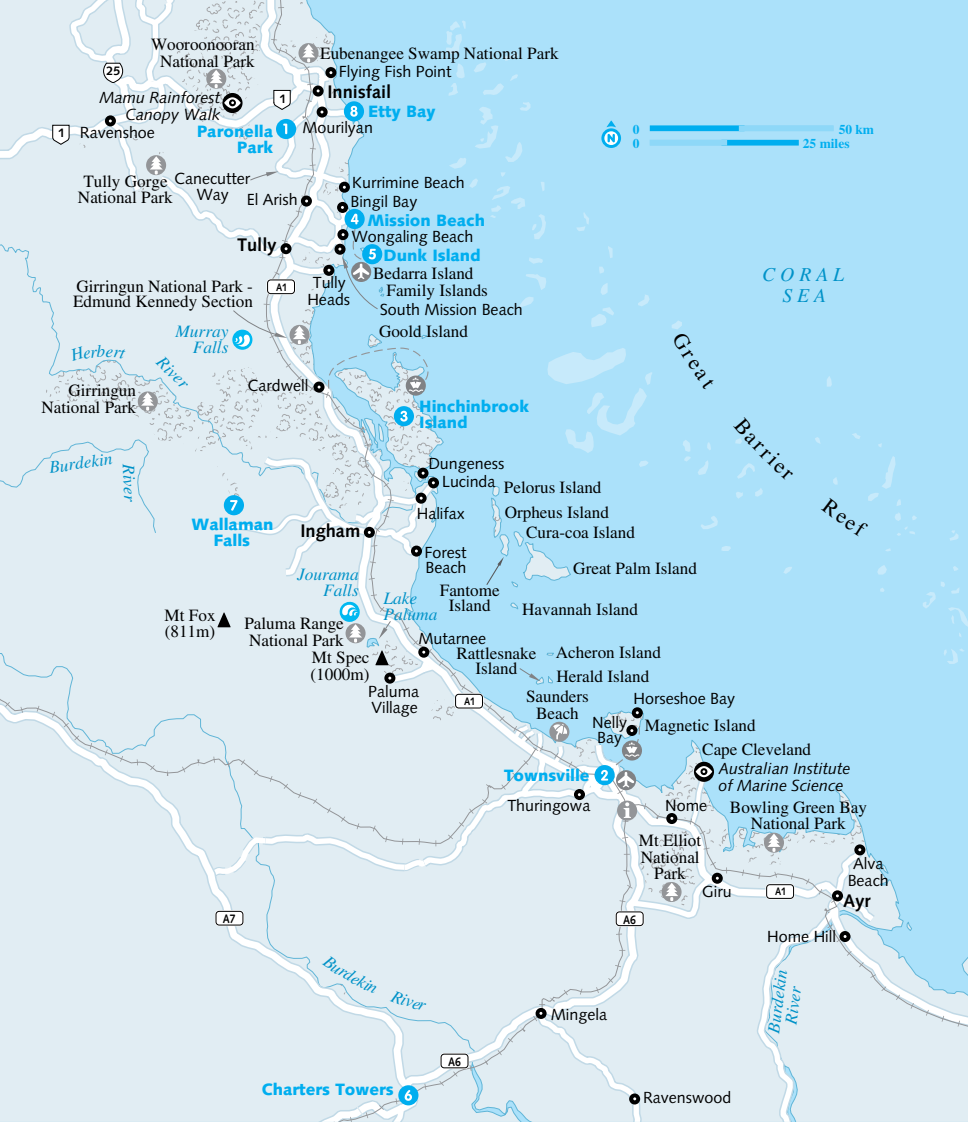 Wooroonooran
National Park
Eubenangee Swamp National Park
Flying Fish Point
25
Innisfail
Mamu Rainforest
Canopy Walk
1
8 Etty Bay
1
Ravenshoe
Paronella
Park
1
Mourilyan
N
0 50 km
0 25 miles
Tully Gorge
National Park
Canecutter
Way
Kurrimine Beach
El Arish
Bingil Bay
4 Mission Beach
Wongaling Beach
Tully
5 Dunk Island
Bedarra Island
Tully
Heads
Family Islands
South Mission Beach
A1
Girringun National Park -
Edmund Kennedy Section
CORAL
SEA
Goold Island
Murray
Falls
Herbert
River
Great
Barrier
Reef
Girringun
National Park
Cardwell
3
Hinchinbrook
Island
Burdekin
River
Dungeness
Lucinda
Halifax
Pelorus Island
Orpheus Island
7
Wallaman
Falls
Ingham
Cura-coa Island
Forest
Beach
Great Palm Island
Fantome
Island
Jourama
Falls
Lake
Paluma
Havannah Island
Mt Fox
(811m)
Paluma Range
National Park
Mt Spec
(1000m)
Mutarnee
Rattlesnake
Island
Acheron Island
Herald Island
Paluma
Village
A1
Saunders
Beach
Horseshoe Bay
Nelly
Bay
Magnetic Island
Cape Cleveland
Townsville 2
Australian Institute
of Marine Science
Thuringowa
i
Nome
Bowling Green Bay
National Park
Mt Elliot
National
Park
Alva
Beach
Giru
A1
Ayr
A7
A6
Home Hill
Burdekin River
Burdekin
River
Mingela
A6
Charters Towers 6
Ravenswood